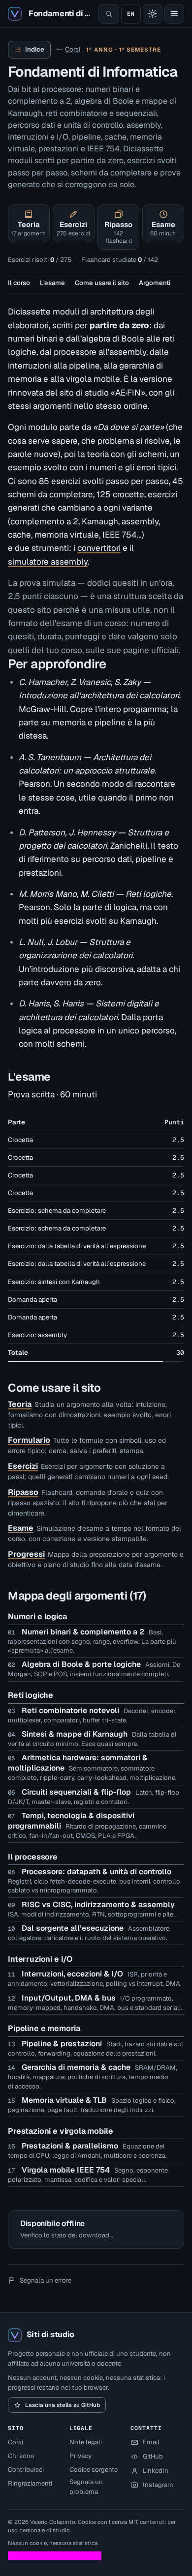 Fondamenti di ...
EN
Indice
← Corsi
1º ANNO · 1º SEMESTRE
Fondamenti di Informatica
Dal bit al processore: numeri binari e
complemento a 2, algebra di Boole e mappe di
Karnaugh, reti combinatorie e sequenziali,
percorso dati e unità di controllo, assembly,
interruzioni e I/O, pipeline, cache, memoria
virtuale, prestazioni e IEEE 754. Diciassette
moduli scritti per partire da zero, esercizi svolti
passo per passo, schemi da completare e prove
generate che si correggono da sole.
Teoria
17 argomenti
Esercizi
275 esercizi
Ripasso
142
flashcard
Esame
60 minuti
Esercizi risolti 0 / 275
Flashcard studiate 0 / 142
Il corso
L'esame
Come usare il sito
Argomenti
Diciassette moduli di architettura degli
elaboratori, scritti per partire da zero: dai
numeri binari e dall'algebra di Boole alle reti
logiche, dal processore all'assembly, dalle
interruzioni alla pipeline, alla gerarchia di
memoria e alla virgola mobile. È la versione
rinnovata del sito di studio «AE·FIN», con gli
stessi argomenti nello stesso ordine.
Ogni modulo parte da «Da dove si parte» (che
cosa serve sapere, che problema si risolve, le
parole nuove), poi la teoria con gli schemi, un
esempio svolto con i numeri e gli errori tipici.
Ci sono 85 esercizi svolti passo per passo, 45
schemi da completare, 125 crocette, esercizi
generati che cambiano a ogni variante
(complemento a 2, Karnaugh, assembly,
cache, memoria virtuale, IEEE 754…)
e due strumenti: i convertitori e il
simulatore assembly.
La prova simulata — codici quesiti in un'ora,
2,5 punti ciascuno — è una struttura scelta da
questo sito perché è una misura utile, non il
formato dell'esame di un corso: numero di
quesiti, durata, punteggi e date valgono solo
quelli del tuo corso, sulle sue pagine ufficiali.
Per approfondire
C. Hamacher, Z. Vranesic, S. Zaky —
Introduzione all'architettura dei calcolatori.
McGraw-Hill. Copre l'intero programma —
la parte su memoria e pipeline è la più
distesa.
A. S. Tanenbaum — Architettura dei
calcolatori: un approccio strutturale.
Pearson. Un secondo modo di raccontare
le stesse cose, utile quando il primo non
entra.
D. Patterson, J. Hennessy — Struttura e
progetto dei calcolatori. Zanichelli. Il testo
di riferimento su percorso dati, pipeline e
prestazioni.
M. Morris Mano, M. Ciletti — Reti logiche.
Pearson. Solo la parte di logica, ma con
molti più esercizi svolti su Karnaugh.
L. Null, J. Lobur — Struttura e
organizzazione dei calcolatori.
Un'introduzione più discorsiva, adatta a chi
parte davvero da zero.
D. Harris, S. Harris — Sistemi digitali e
architettura dei calcolatori. Dalla porta
logica al processore in un unico percorso,
con molti schemi.
L'esame
Prova scritta · 60 minuti
Parte Punti
Crocetta 2.5
Crocetta 2.5
Crocetta 2.5
Crocetta 2.5
Esercizio: schema da completare 2.5
Esercizio: schema da completare 2.5
Esercizio: dalla tabella di verità all'espressione 2.5
Esercizio: dalla tabella di verità all'espressione 2.5
Esercizio: sintesi con Karnaugh 2.5
Domanda aperta 2.5
Domanda aperta 2.5
Esercizio: assembly 2.5
Totale 30
Come usare il sito
Teoria Studia un argomento alla volta: intuizione,
formalismo con dimostrazioni, esempio svolto, errori
tipici.
Formulario Tutte le formule con simboli, uso ed
errore tipico; cerca, salva i preferiti, stampa.
Esercizi Esercizi per argomento con soluzione a
passi; quelli generati cambiano numeri a ogni seed.
Ripasso Flashcard, domande d'orale e quiz con
ripasso spaziato: il sito ti ripropone ciò che stai per
dimenticare.
Esame Simulazione d'esame a tempo nel formato del
corso, con correzione e versione stampabile.
Progressi Mappa della preparazione per argomento e
obiettivo e piano di studio fino alla data d'esame.
Mappa degli argomenti (17)
Numeri e logica
01 Numeri binari & complemento a 2 Basi,
rappresentazioni con segno, range, overflow. La parte più
«spremuta» all'esame.
02 Algebra di Boole & porte logiche Assiomi, De
Morgan, SOP e POS, insiemi funzionalmente completi.
Reti logiche
03 Reti combinatorie notevoli Decoder, encoder,
multiplexer, comparatori, buffer tri-state.
04 Sintesi & mappe di Karnaugh Dalla tabella di
verità al circuito minimo. Esce quasi sempre.
05 Aritmetica hardware: sommatori &
moltiplicazione Semisommatore, sommatore
completo, ripple-carry, carry-lookahead, moltiplicazione.
06 Circuiti sequenziali & flip-flop Latch, flip-flop
D/JK/T, master-slave, registri e contatori.
07 Tempi, tecnologia & dispositivi
programmabili Ritardo di propagazione, cammino
critico, fan-in/fan-out, CMOS, PLA e FPGA.
Il processore
08 Processore: datapath & unità di controllo
Registri, ciclo fetch-decode-execute, bus interni, controllo
cablato vs microprogrammato.
09 RISC vs CISC, indirizzamento & assembly
ISA, modi di indirizzamento, RTN, sottoprogrammi e pile.
10 Dal sorgente all'esecuzione Assemblatore,
collegatore, caricatore e il ruolo del sistema operativo.
Interruzioni e I/O
11 Interruzioni, eccezioni & I/O ISR, priorità e
annidamento, vettorializzazione, polling vs interrupt, DMA.
12 Input/Output, DMA & bus I/O programmato,
memory-mapped, handshake, DMA, bus e standard seriali.
Pipeline e memoria
13 Pipeline & prestazioni Stadi, hazard su dati e sul
controllo, forwarding, equazione delle prestazioni.
14 Gerarchia di memoria & cache SRAM/DRAM,
località, mappature, politiche di scrittura, tempo medio
di accesso.
15 Memoria virtuale & TLB Spazio logico e fisico,
paginazione, page fault, traduzione degli indirizzi.
Prestazioni e virgola mobile
16 Prestazioni & parallelismo Equazione del
tempo di CPU, legge di Amdahl, multicore e coerenza.
17 Virgola mobile IEEE 754 Segno, esponente
polarizzato, mantissa, codifica e valori speciali.
Disponibile offline
Verifico lo stato del download…
Segnala un errore
Siti di studio
Progetto personale e non ufficiale di uno studente, non
affiliato ad alcuna università o docente.
Nessun account, nessun cookie, nessuna statistica: i
progressi restano nel tuo browser.
Lascia una stella su GitHub
SITO
Corsi
Chi sono
Contribuisci
Ringraziamenti
LEGALE
Note legali
Privacy
Codice sorgente
Segnala un
problema
CONTATTI
Email
GitHub
LinkedIn
Instagram
© 2026 Valerio Colapinto. Codice con licenza MIT, contenuti per
uso personale di studio.
Nessun cookie, nessuna statistica